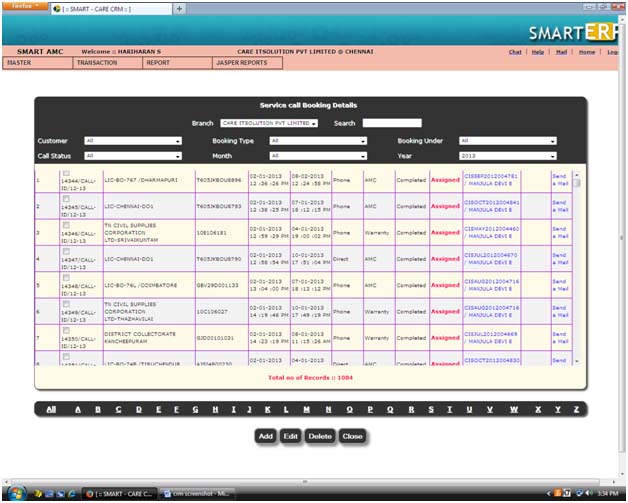 Firefox
[ :: SMART - CARE CRM :: ] +
SMARTERP
SMART AMC Welcome :: HARIHARAN S CARE ITSOLUTION PVT LIMITED @ CHENNAI Chat | Help | Mail | Home | Log
MASTER TRANSACTION REPORT JASPER REPORTS
Service call Booking Details
Branch CARE ITSOLUTION PVT LIMITED Search
Customer All Booking Type All Booking Under All
Call Status All Month All Year 2013
1 14344/CALL-ID/12-13 LIC-BO-767 /DHARMAPURI T605JKBOU8896 02-01-2013 12:36:26 PM 08-02-2013 12:24:58 PM Phone AMC Completed Assigned CISSEP2012004781 / MANJULA DEVI E Send a Mail
2 14345/CALL-ID/12-13 LIC-CHENNAI-DO1 T605JKBOU8793 02-01-2013 12:38:25 PM 07-01-2013 18:12:15 PM Phone AMC Completed Assigned CISOCT2012004841 / MANJULA DEVI E Send a Mail
3 14346/CALL-ID/12-13 TN CIVIL SUPPLIES CORPORATION LTD-SRIVAIKUNTAM 10E106181 02-01-2013 12:59:29 PM 04-01-2013 19:00:02 PM Phone Warrenty Completed Assigned CISMAY2012004460 / MANJULA DEVI E Send a Mail
4 14347/CALL-ID/12-13 LIC-CHENNAI-DO1 T605JKBOU8790 02-01-2013 12:58:54 PM 10-01-2013 17:51:04 PM Direct AMC Completed Assigned CISJUL2012004670 / MANJULA DEVI E Send a Mail
5 14348/CALL-ID/12-13 LIC-BO-76L /COIMBATORE GEV29D001133 02-01-2013 13:04:00 PM 07-01-2013 18:13:12 PM Phone AMC Completed Assigned CISAUG2012004716 / MANJULA DEVI E Send a Mail
6 14349/CALL-ID/12-13 TN CIVIL SUPPLIES CORPORATION LTD-THAZHAVILAI 10C106027 02-01-2013 14:19:46 PM 10-01-2013 17:49:19 PM Phone Warrenty Completed Assigned CISAUG2012004716 / MANJULA DEVI E Send a Mail
7 14350/CALL-ID/12-13 DISTRICT COLLECTORATE KANCHEEPURAM GJD00101031 02-01-2013 14:23:19 PM 08-01-2013 11:15:26 AM Phone Warrenty Completed Assigned CISJUL2012004669 / MANJULA DEVI E Send a Mail
8 02-01-2013 04-01-2013 Direct AMC Completed Assigned CISOCT2012004830 Send
Total no of Records :: 1084
All A B C D E F G H I J K L M N O P Q R S T U V W X Y Z
Add Edit Delete Close
[ :: SMART - CARE C... crm screenshot - Mi... 3:34 PM